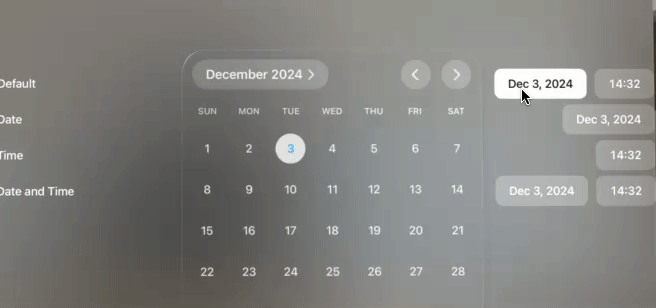 Default
Date
Time
Date and Time
December 2024
SUN MON TUE WED THU FRI SAT
1 2 3 4 5 6 7
8 9 10 11 12 13 14
15 16 17 18 19 20 21
22 23 24 25 26 27 28
Dec 3, 2024 14:32
Dec 3, 2024
14:32
Dec 3, 2024 14:32